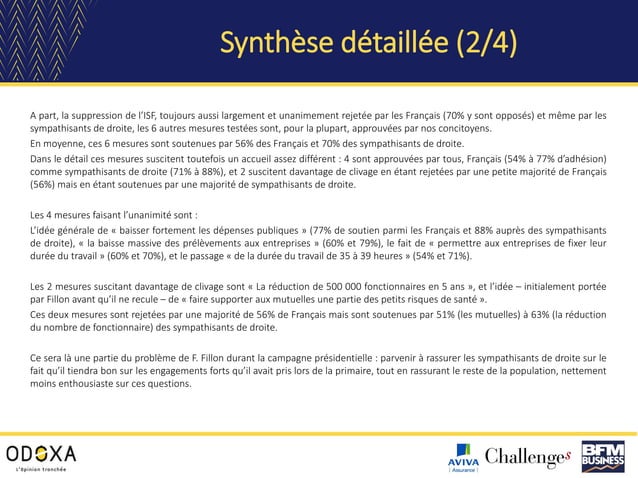 Synthèse détaillée (2/4)
A part, la suppression de l'ISF, toujours aussi largement et unanimement rejetée par les Français (70% y sont opposés) et même par les
sympathisants de droite, les 6 autres mesures testées sont, pour la plupart, approuvées par nos concitoyens.
En moyenne, ces 6 mesures sont soutenues par 56% des Français et 70% des sympathisants de droite.
Dans le détail ces mesures suscitent toutefois un accueil assez différent : 4 sont approuvées par tous, Français (54% à 77% d'adhésion)
comme sympathisants de droite (71% à 88%), et 2 suscitent davantage de clivage en étant rejetées par une petite majorité de Français
(56%) mais en étant soutenues par une majorité de sympathisants de droite.
Les 4 mesures faisant l'unanimité sont :
L'idée générale de « baisser fortement les dépenses publiques » (77% de soutien parmi les Français et 88% auprès des sympathisants
de droite), « la baisse massive des prélèvements aux entreprises » (60% et 79%), le fait de « permettre aux entreprises de fixer leur
durée du travail » (60% et 70%), et le passage « de la durée du travail de 35 à 39 heures » (54% et 71%).
Les 2 mesures suscitant davantage de clivage sont « La réduction de 500 000 fonctionnaires en 5 ans », et l'idée – initialement portée
par Fillon avant qu'il ne recule – de « faire supporter aux mutuelles une partie des petits risques de santé ».
Ces deux mesures sont rejetées par une majorité de 56% de Français mais sont soutenues par 51% (les mutuelles) à 63% (la réduction
du nombre de fonctionnaire) des sympathisants de droite.
Ce sera là une partie du problème de F. Fillon durant la campagne présidentielle : parvenir à rassurer les sympathisants de droite sur le
fait qu'il tiendra bon sur les engagements forts qu'il avait pris lors de la primaire, tout en rassurant le reste de la population, nettement
moins enthousiaste sur ces questions.
ODOXA
L'opinion tranchée
AVIVA
Assurance
Challenges
BFM
BUSINESS